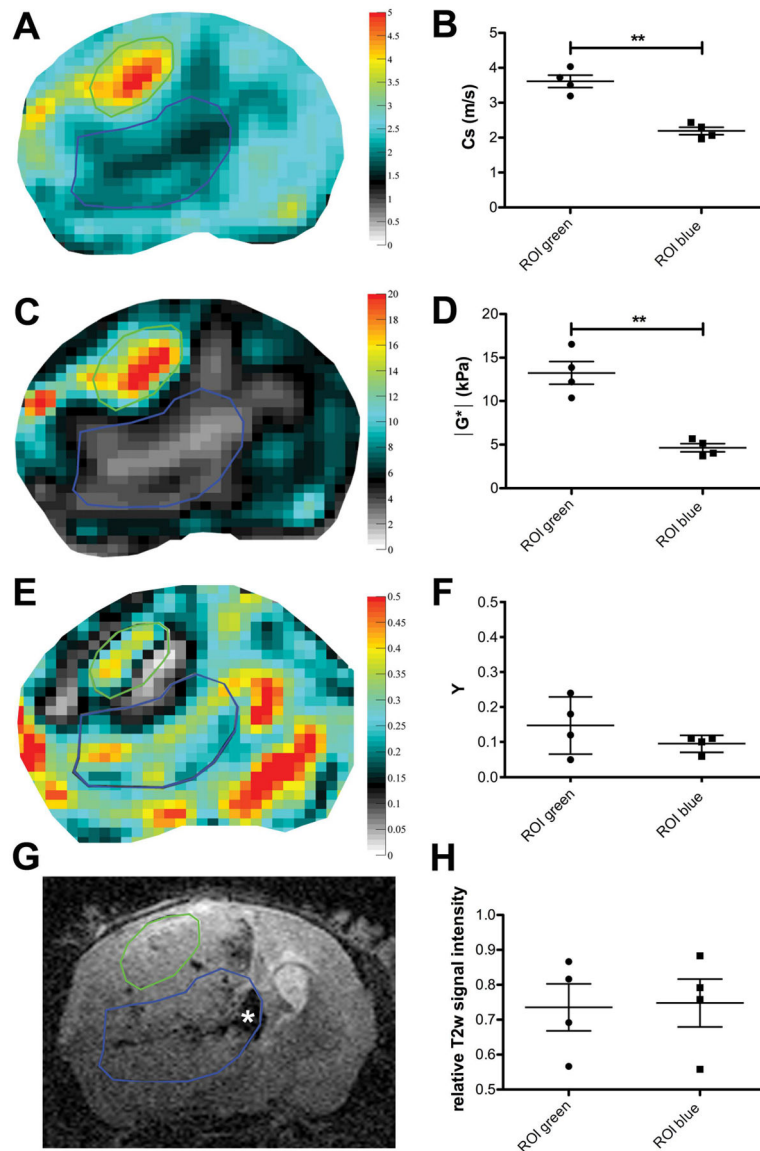 A
5
4.5
4
3.5
3
2.5
2
1.5
1
0.5
0
B
**
5
4
3
2
1
0
Cs (m/s)
ROI green
ROI blue
C
20
18
16
14
12
10
8
6
4
2
0
D
**
20
15
10
5
0
|G*| (kPa)
ROI green
ROI blue
E
0.5
0.45
0.4
0.35
0.3
0.25
0.2
0.15
0.1
0.05
0
F
0.5
0.4
0.3
0.2
0.1
0.0
Y
ROI green
ROI blue
G
*
H
1.0
0.9
0.8
0.7
0.6
0.5
relative T2w signal intensity
ROI green
ROI blue